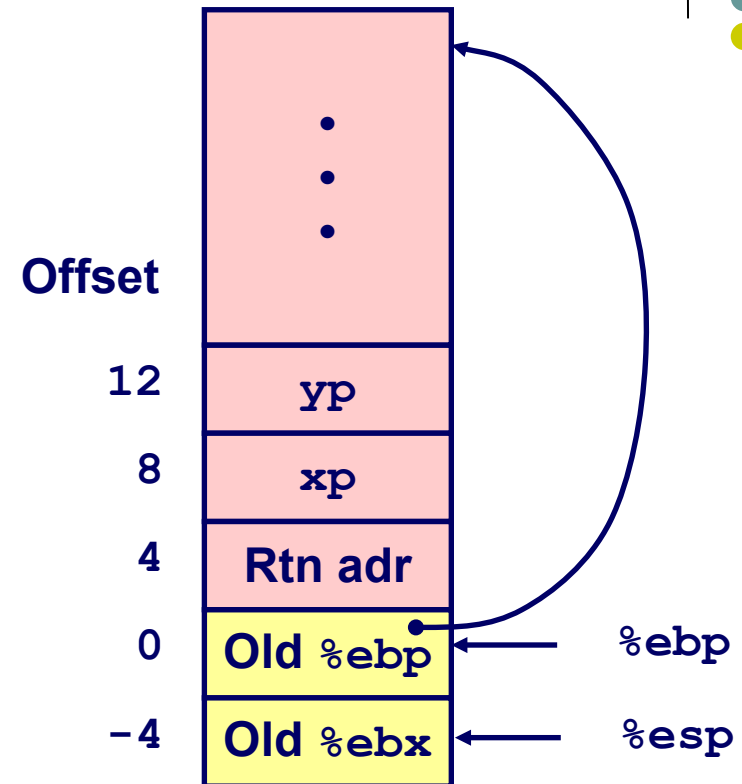 Offset
12 yp
8 xp
4 Rtn adr
0 Old %ebp %ebp
-4 Old %ebx %esp